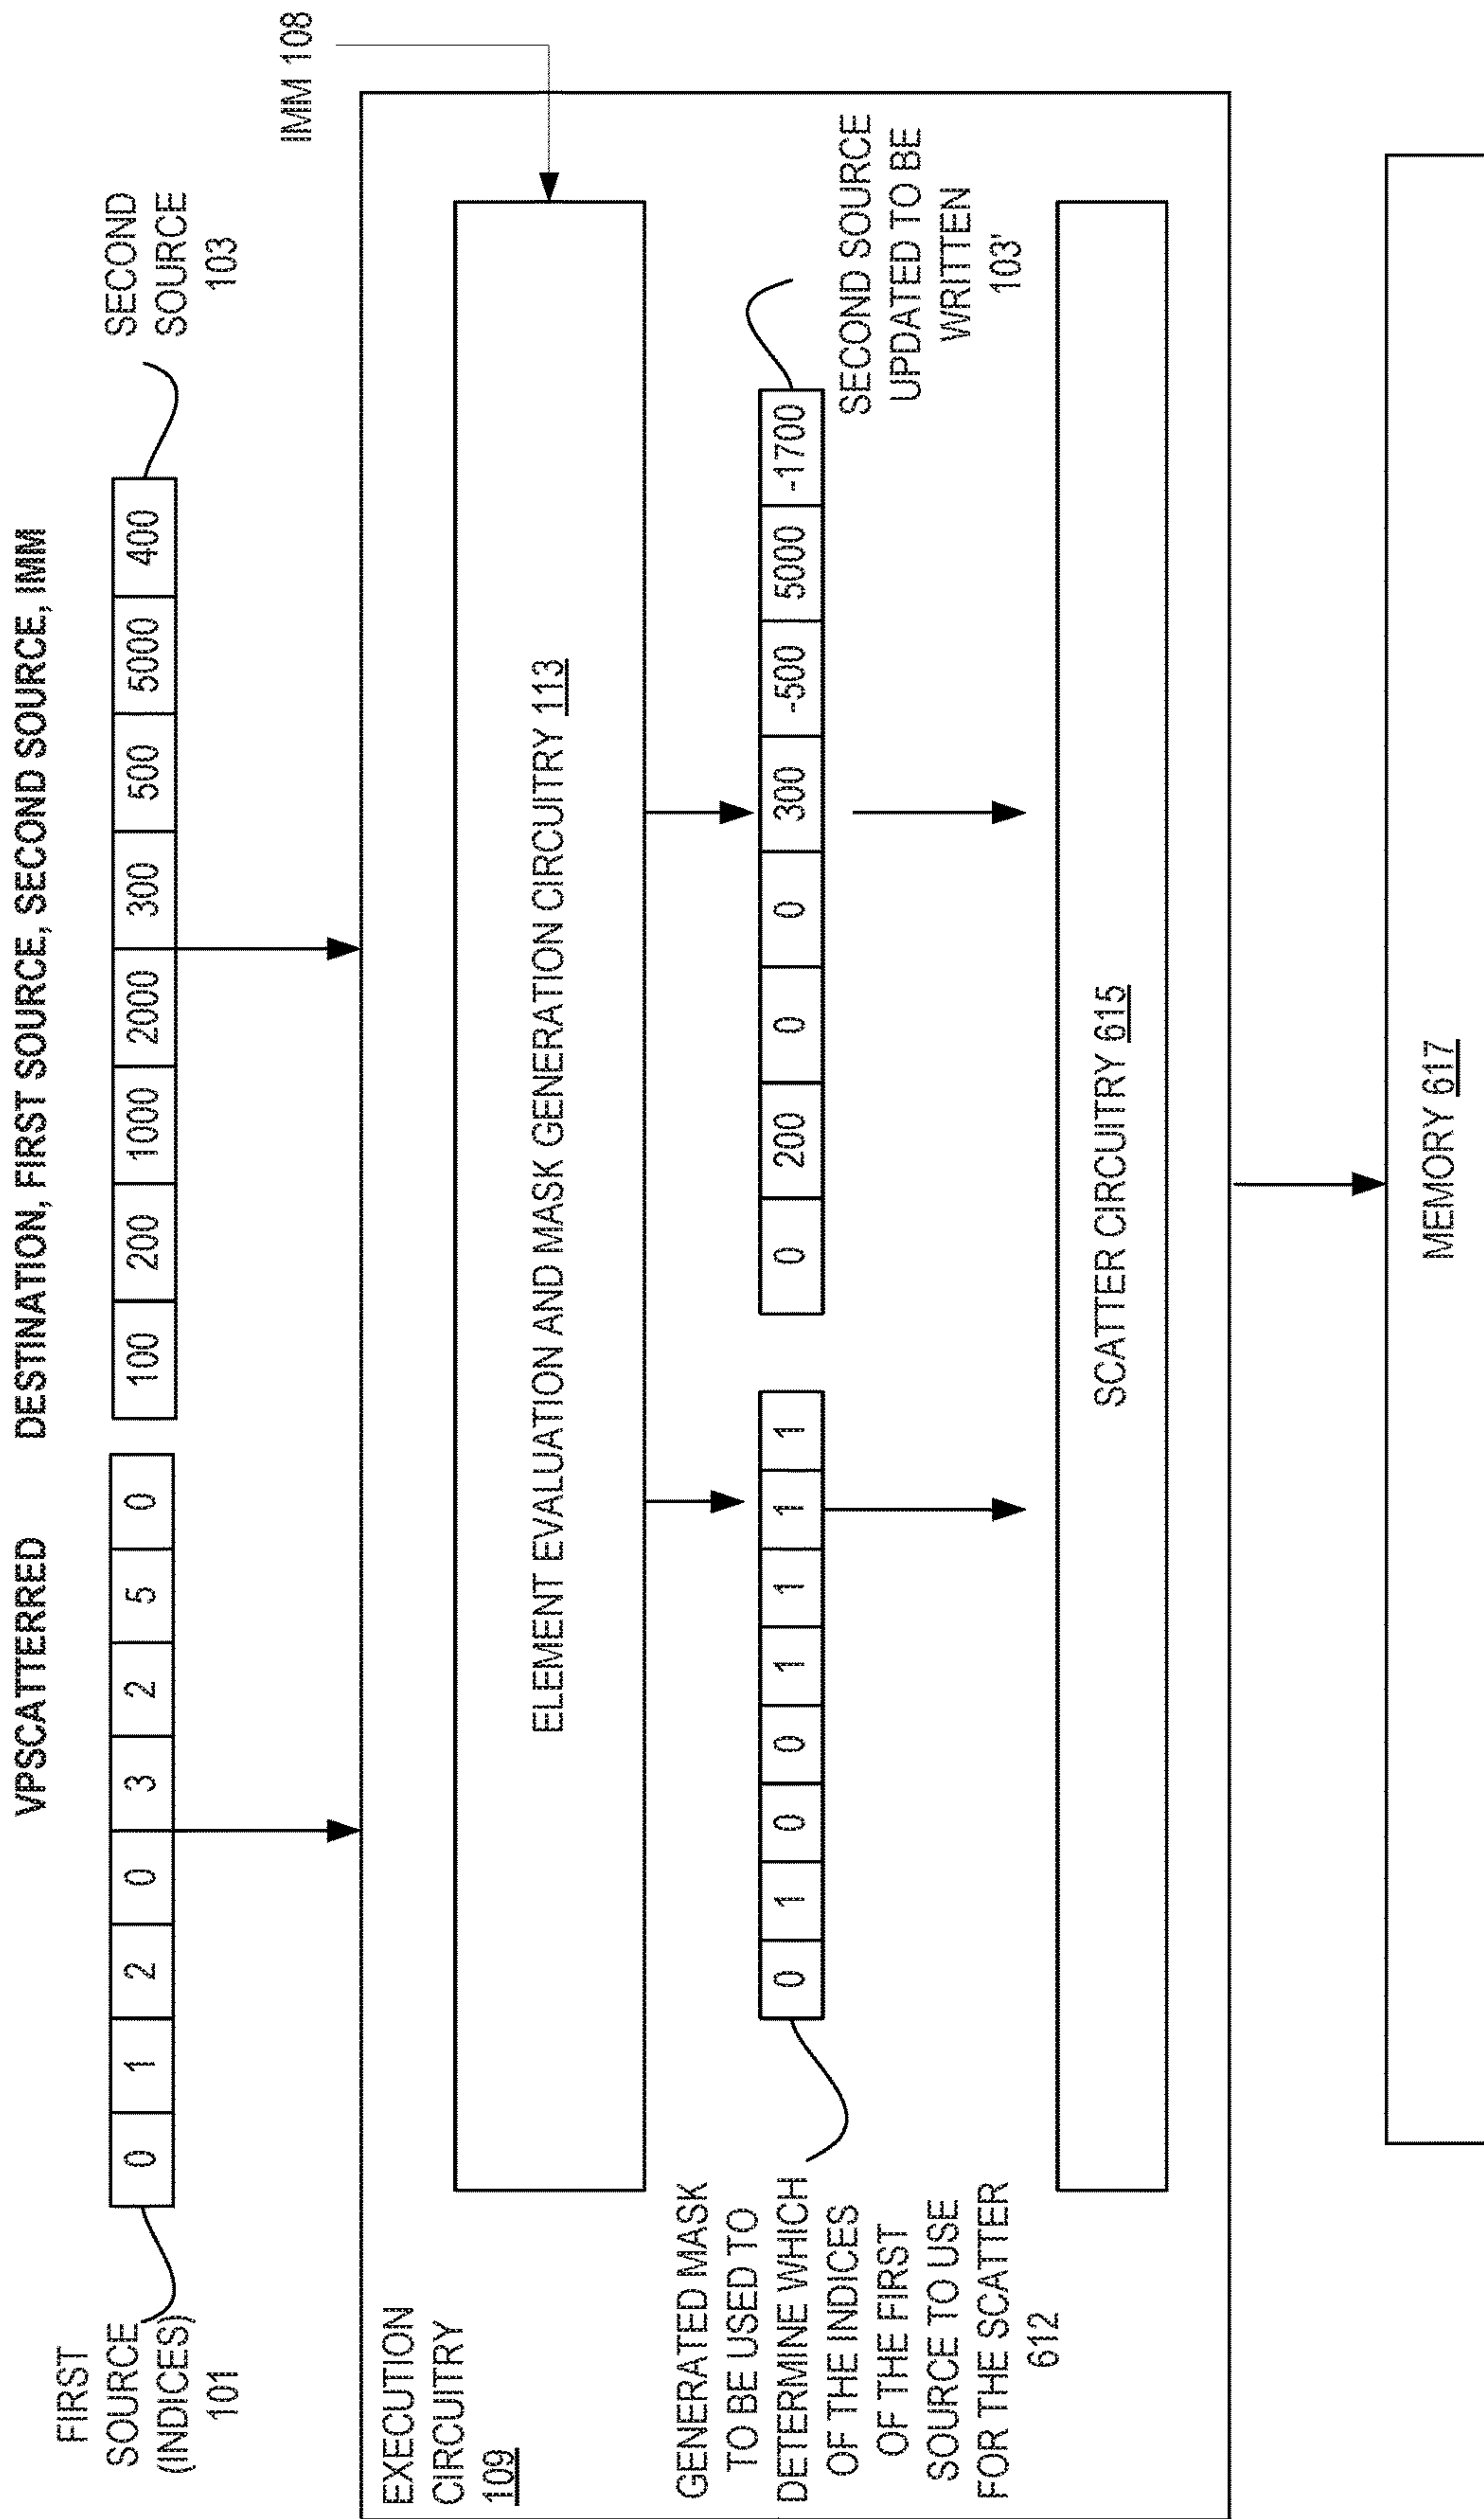 VPSCATTERRED DESTINATION, FIRST SOURCE, SECOND SOURCE, IMM
FIRST
SOURCE
(INDICES)
101
0 1 2 0 3 2 5 0
100 200 1000 2000 300 500 5000 400
SECOND
SOURCE
103
IMM 108
EXECUTION
CIRCUITRY
109
ELEMENT EVALUATION AND MASK GENERATION CIRCUITRY 113
GENERATED MASK
TO BE USED TO
DETERMINE WHICH
OF THE INDICES
OF THE FIRST
SOURCE TO USE
FOR THE SCATTER
612
0 1 0 0 1 1 1 1
0 200 0 0 300 -500 5000 -1700
SECOND SOURCE
UPDATED TO BE
WRITTEN
103'
SCATTER CIRCUITRY 615
MEMORY 617